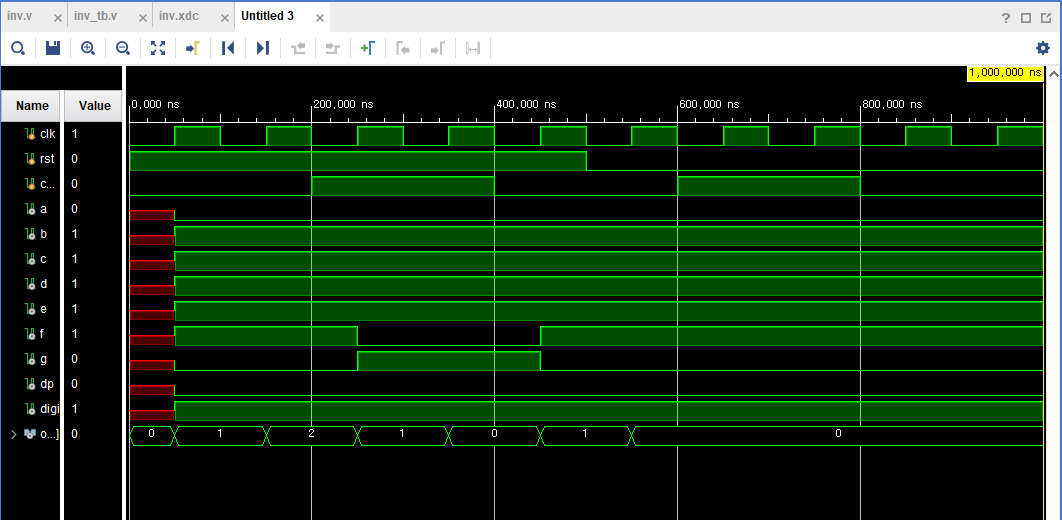 inv.v × inv_tb.v × inv.xdc × Untitled 3 ×
?
1,000,000 ns
Name Value
0,000 ns 200,000 ns 400,000 ns 600,000 ns 800,000 ns
clk 1
rst 0
c... 0
a 0
b 1
c 1
d 1
e 1
f 1
g 0
dp 0
digi 1
o...] 0 0 1 2 1 0 1 0